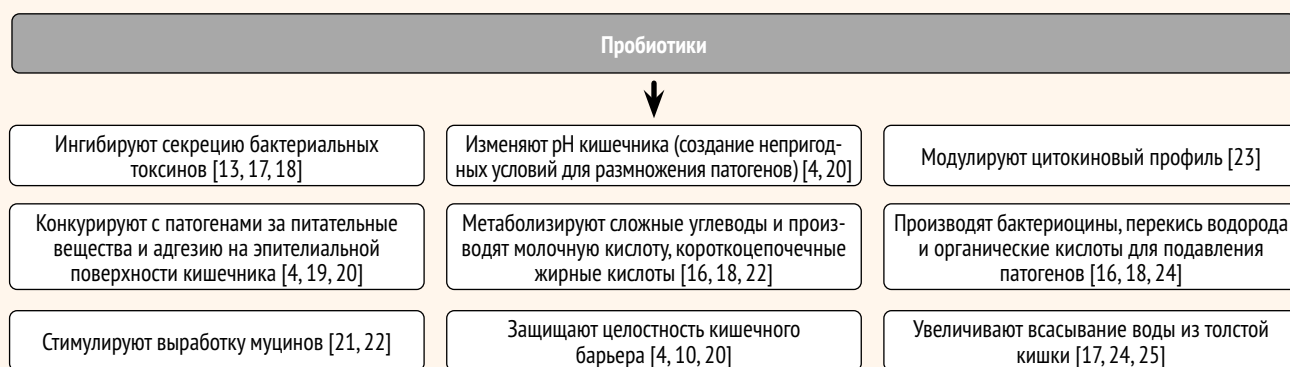 Пробиотики
Ингибируют секрецию бактериальных
токсинов [13, 17, 18]
Изменяют pH кишечника (создание непригод-
ных условий для размножения патогенов) [4, 20]
Модулируют цитокиновый профиль [23]
Конкурируют с патогенами за питательные
вещества и адгезию на эпителиальной
поверхности кишечника [4, 19, 20]
Метаболизируют сложные углеводы и произ-
водят молочную кислоту, короткоцепочечные
жирные кислоты [16, 18, 22]
Производят бактериоцины, перекись водорода
и органические кислоты для подавления
патогенов [16, 18, 24]
Стимулируют выработку муцинов [21, 22]
Защищают целостность кишечного
барьера [4, 10, 20]
Увеличивают всасывание воды из толстой
кишки [17, 24, 25]